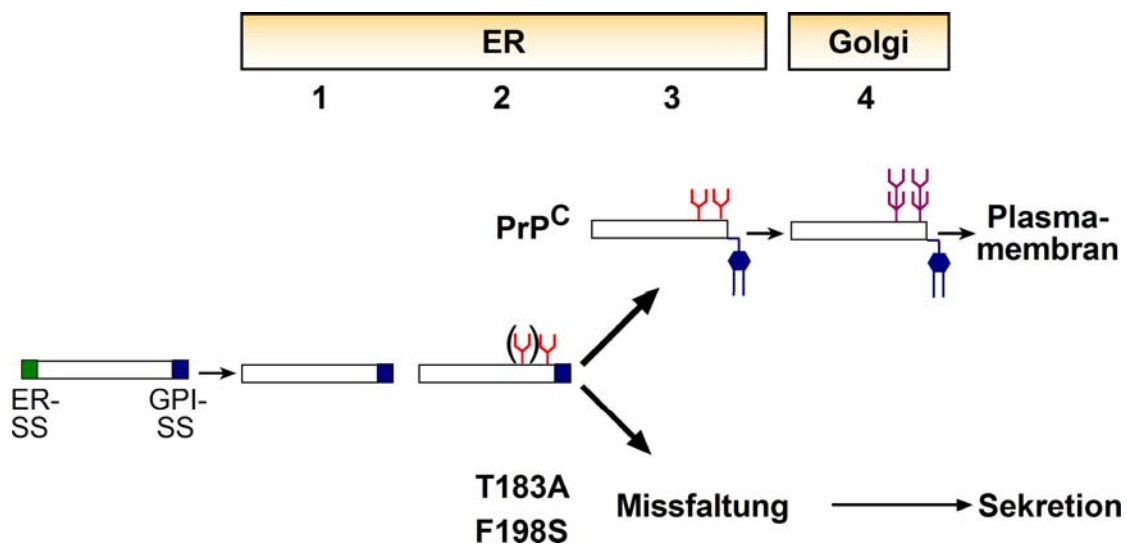 ER
Golgi
1
2
3
4
PrP^C
Plasma-
membran
ER-
SS
GPI-
SS
( )
T183A
F198S
Missfaltung
Sekretion